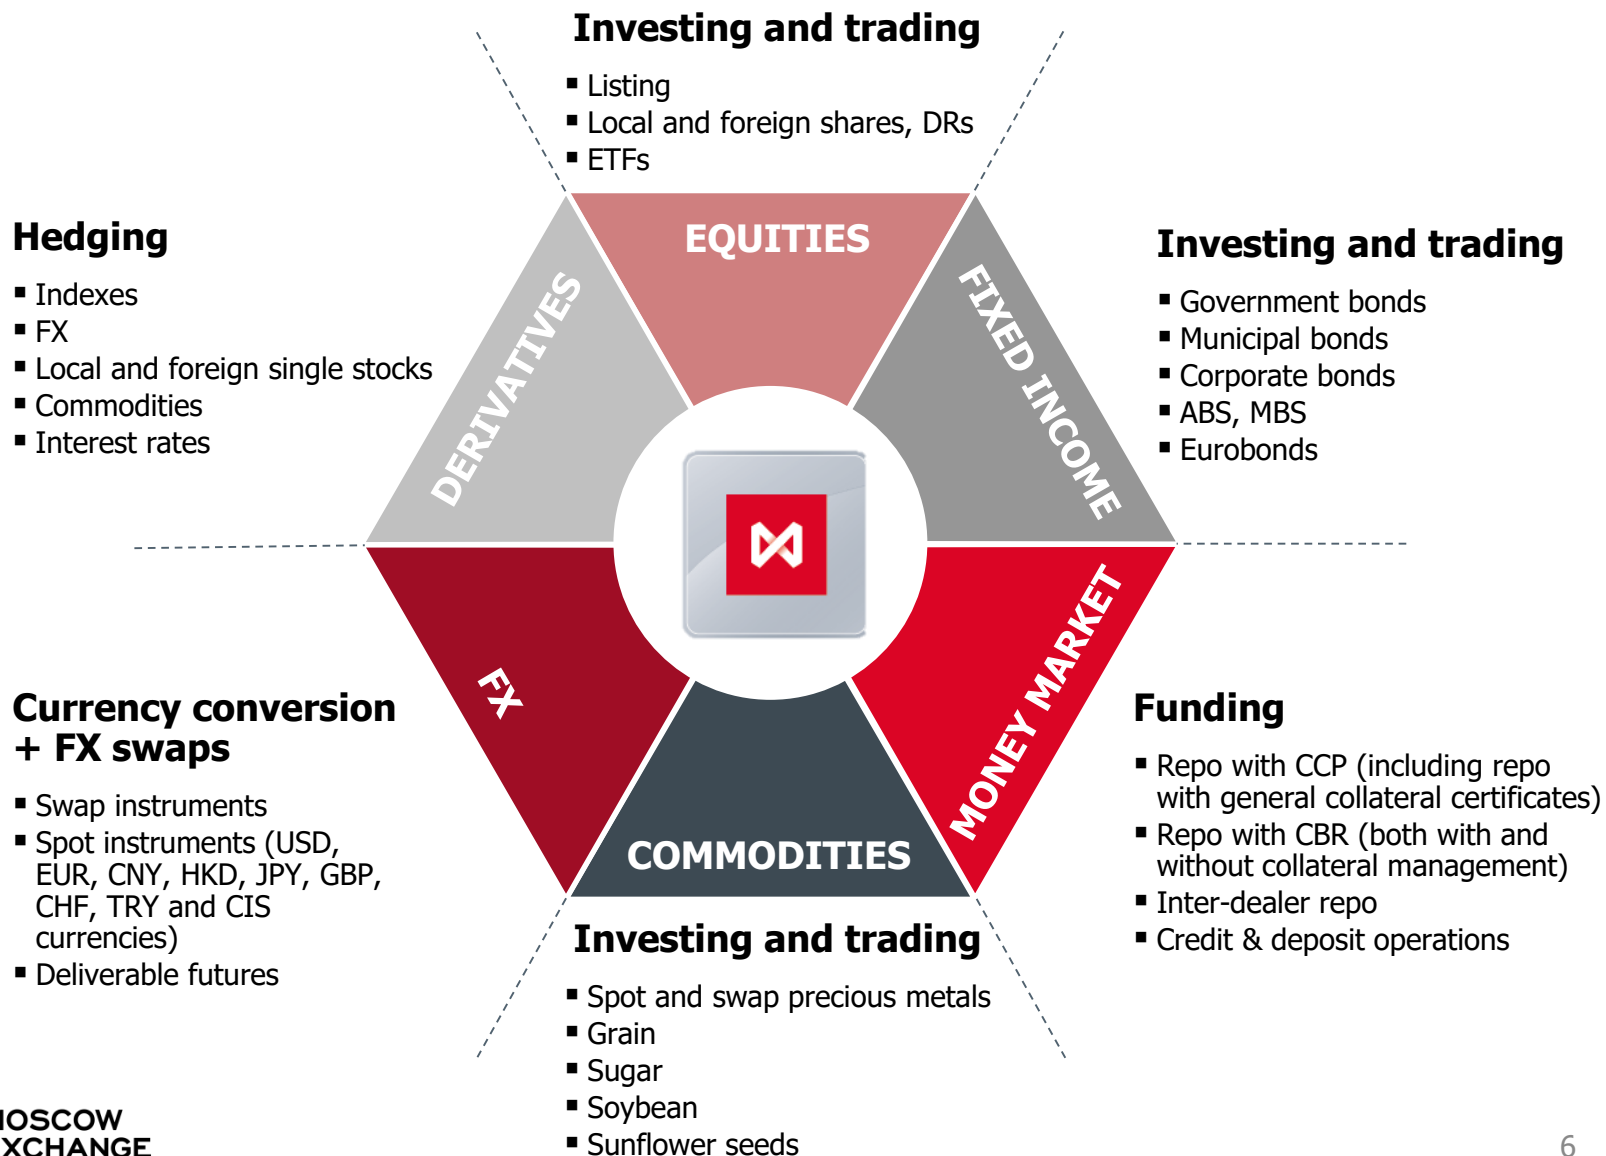 Investing and trading
▪ Listing
▪ Local and foreign shares, DRs
▪ ETFs
Hedging
▪ Indexes
▪ FX
▪ Local and foreign single stocks
▪ Commodities
▪ Interest rates
Investing and trading
▪ Government bonds
▪ Municipal bonds
▪ Corporate bonds
▪ ABS, MBS
▪ Eurobonds
EQUITIES
DERIVATIVES
FIXED INCOME
FX
MONEY MARKET
COMMODITIES
Currency conversion
+ FX swaps
▪ Swap instruments
▪ Spot instruments (USD,
EUR, CNY, HKD, JPY, GBP,
CHF, TRY and CIS
currencies)
▪ Deliverable futures
Funding
▪ Repo with CCP (including repo
with general collateral certificates)
▪ Repo with CBR (both with and
without collateral management)
▪ Inter-dealer repo
▪ Credit & deposit operations
Investing and trading
▪ Spot and swap precious metals
▪ Grain
▪ Sugar
▪ Soybean
▪ Sunflower seeds
MOSCOW
EXCHANGE
6